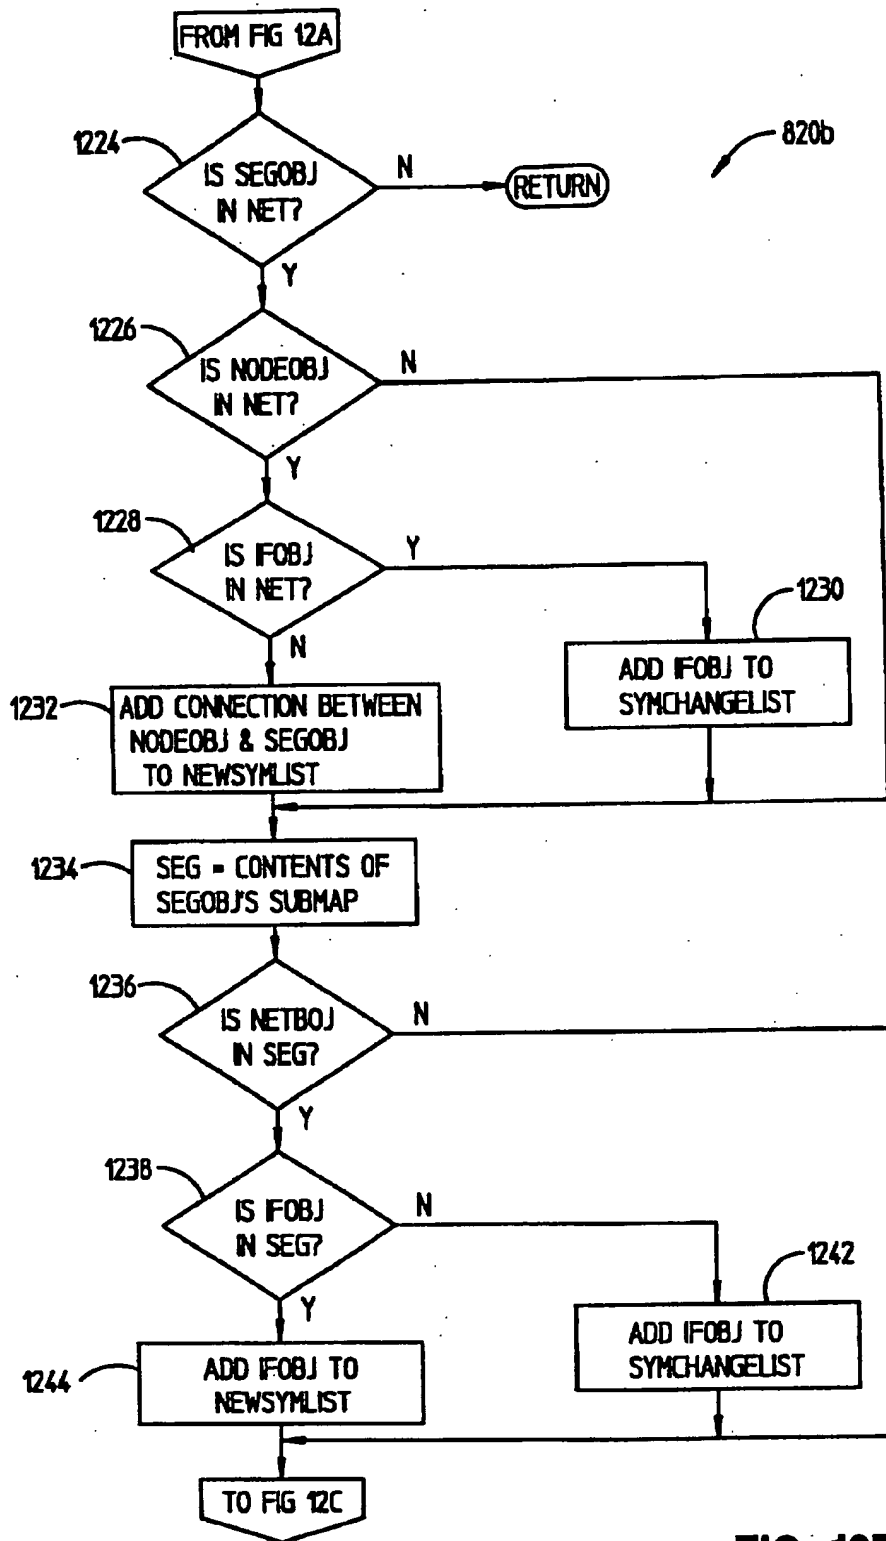 FROM FIG 12A
820b
1224
IS SEGOBJ
IN NET?
N
RETURN
Y
1226
IS NODEOBJ
IN NET?
N
Y
1228
IS IFOBJ
IN NET?
Y
N
1230
ADD IFOBJ TO
SYMCHANGELIST
1232
ADD CONNECTION BETWEEN
NODEOBJ & SEGOBJ
TO NEWSYMLIST
1234
SEG = CONTENTS OF
SEGOBJ'S SUBMAP
1236
IS NETBOJ
IN SEG?
N
Y
1238
IS IFOBJ
IN SEG?
N
Y
1242
ADD IFOBJ TO
SYMCHANGELIST
1244
ADD IFOBJ TO
NEWSYMLIST
TO FIG 12C